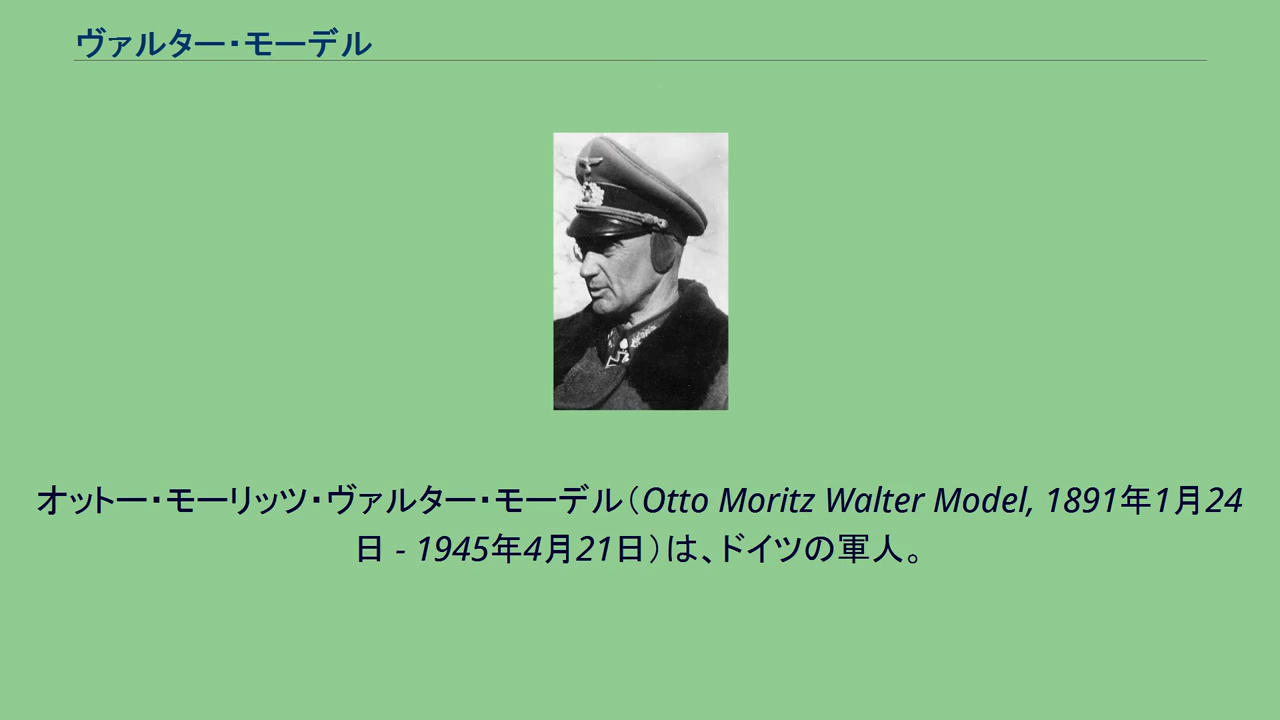 ヴァルター・モーデル
オットー・モーリッツ・ヴァルター・モーデル（Otto Moritz Walter Model, 1891年1月24
日 - 1945年4月21日）は、ドイツの軍人。